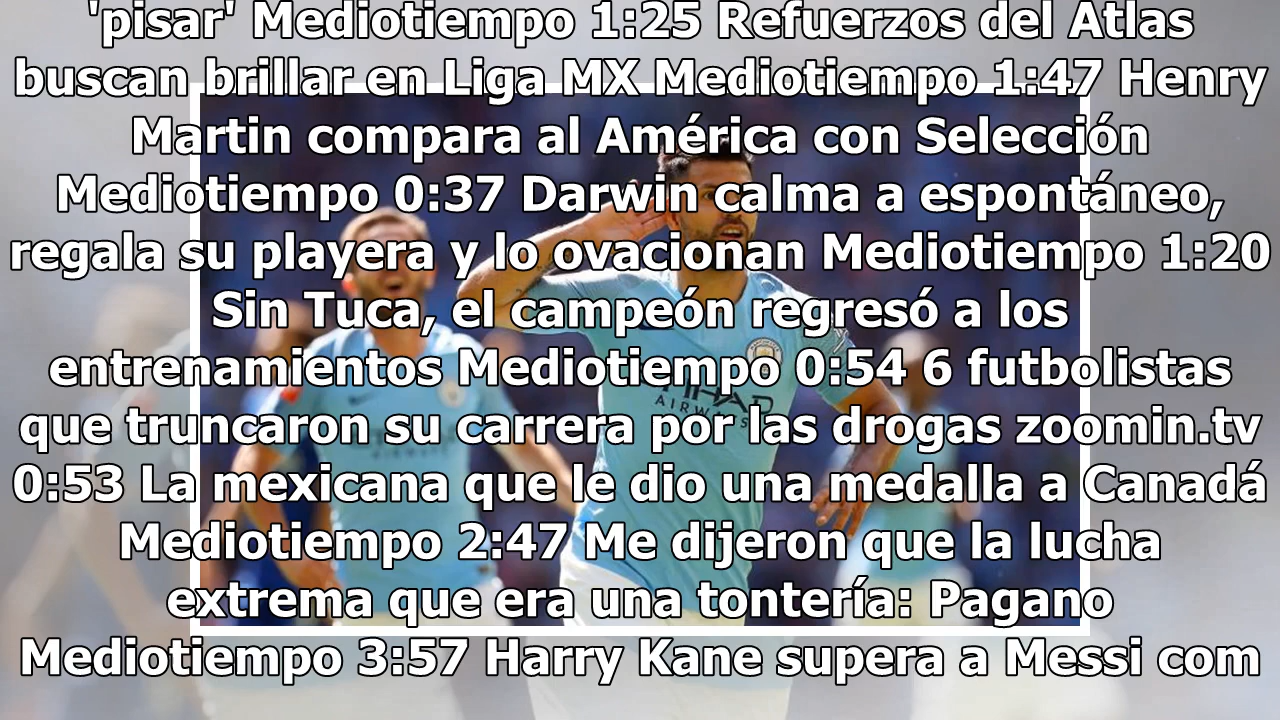 'pisar' Mediotiempo 1:25 Refuerzos del Atlas
buscan brillar en Liga MX Mediotiempo 1:47 Henry
Martin compara al América con Selección
Mediotiempo 0:37 Darwin calma a espontáneo,
regala su playera y lo ovacionan Mediotiempo 1:20
Sin Tuca, el campeón regresó a los
entrenamientos Mediotiempo 0:54 6 futbolistas
que truncaron su carrera por las drogas zoomin.tv
0:53 La mexicana que le dio una medalla a Canadá
Mediotiempo 2:47 Me dijeron que la lucha
extrema que era una tontería: Pagano
Mediotiempo 3:57 Harry Kane supera a Messi com